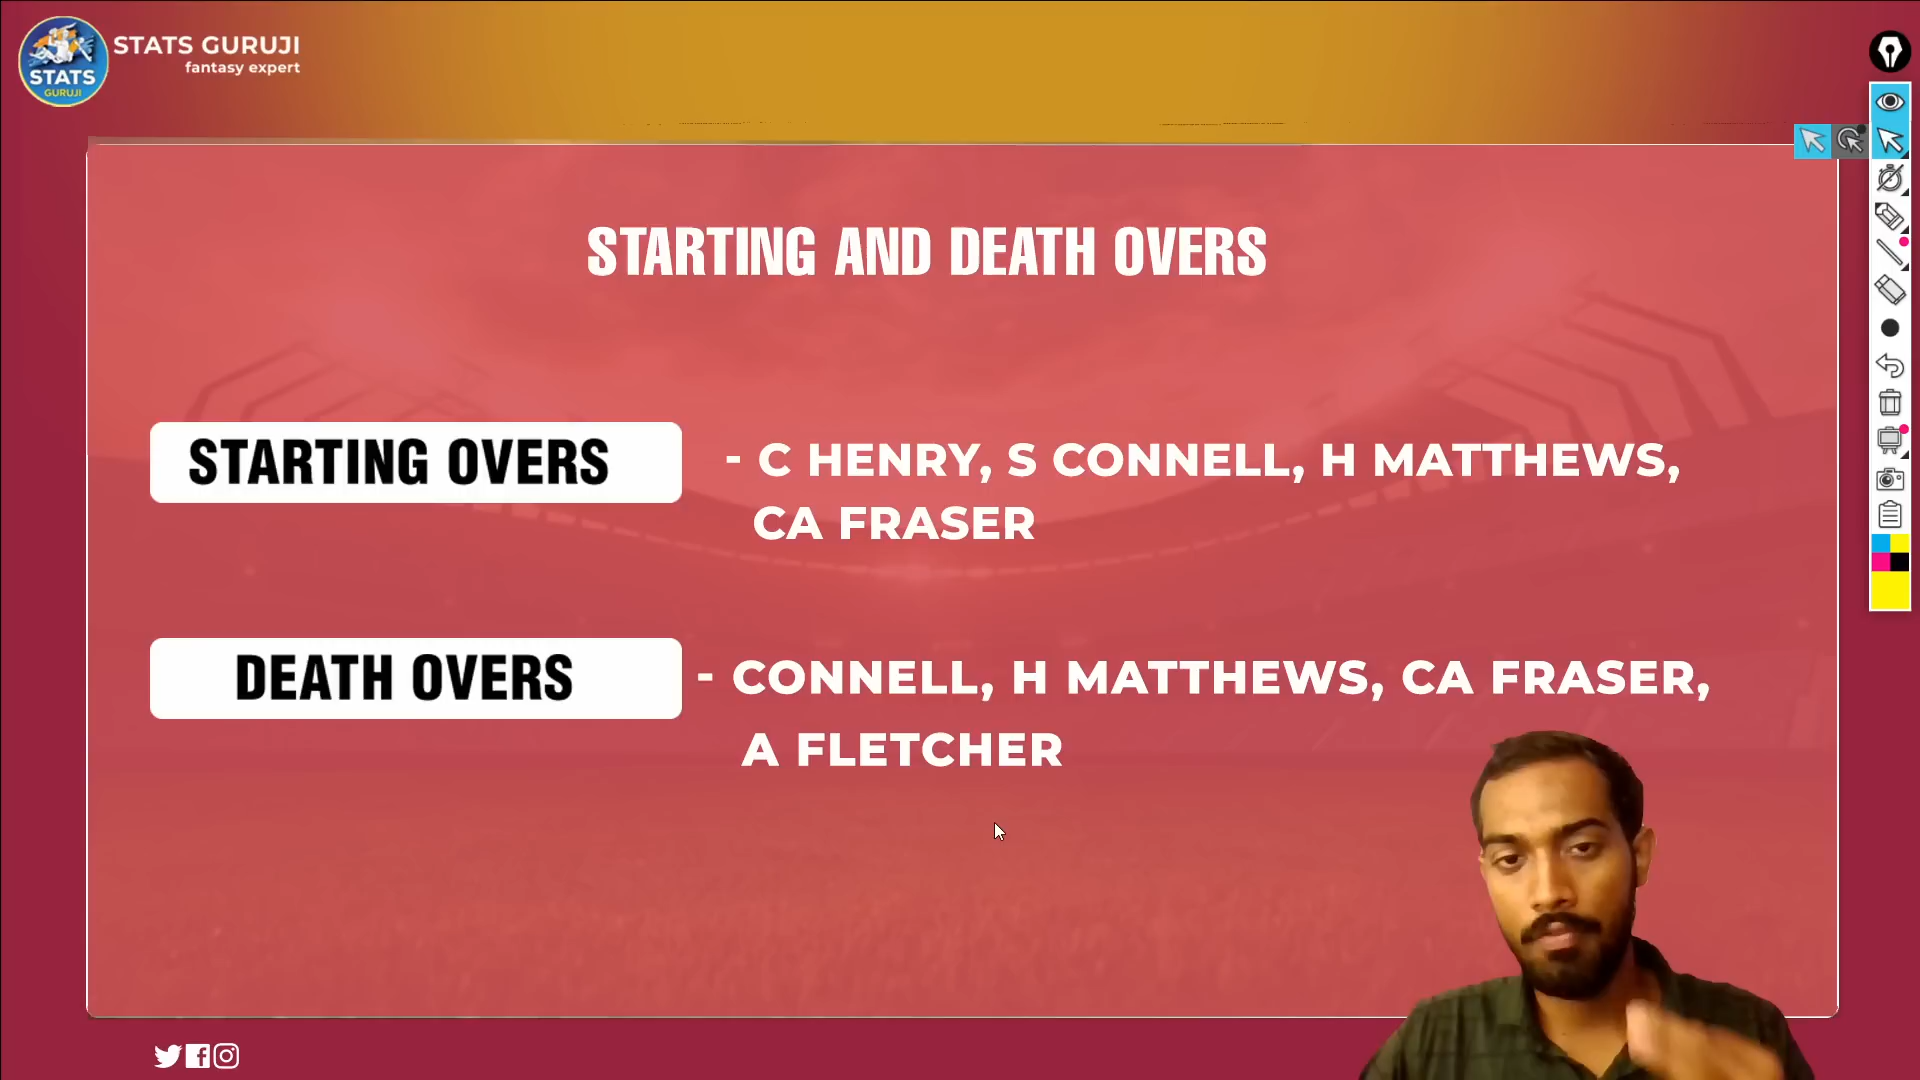 STATS GURUJI
fantasy expert
STATS
GURUJI
STARTING AND DEATH OVERS
STARTING OVERS
- C HENRY, S CONNELL, H MATTHEWS,
CA FRASER
DEATH OVERS
- CONNELL, H MATTHEWS, CA FRASER,
A FLETCHER